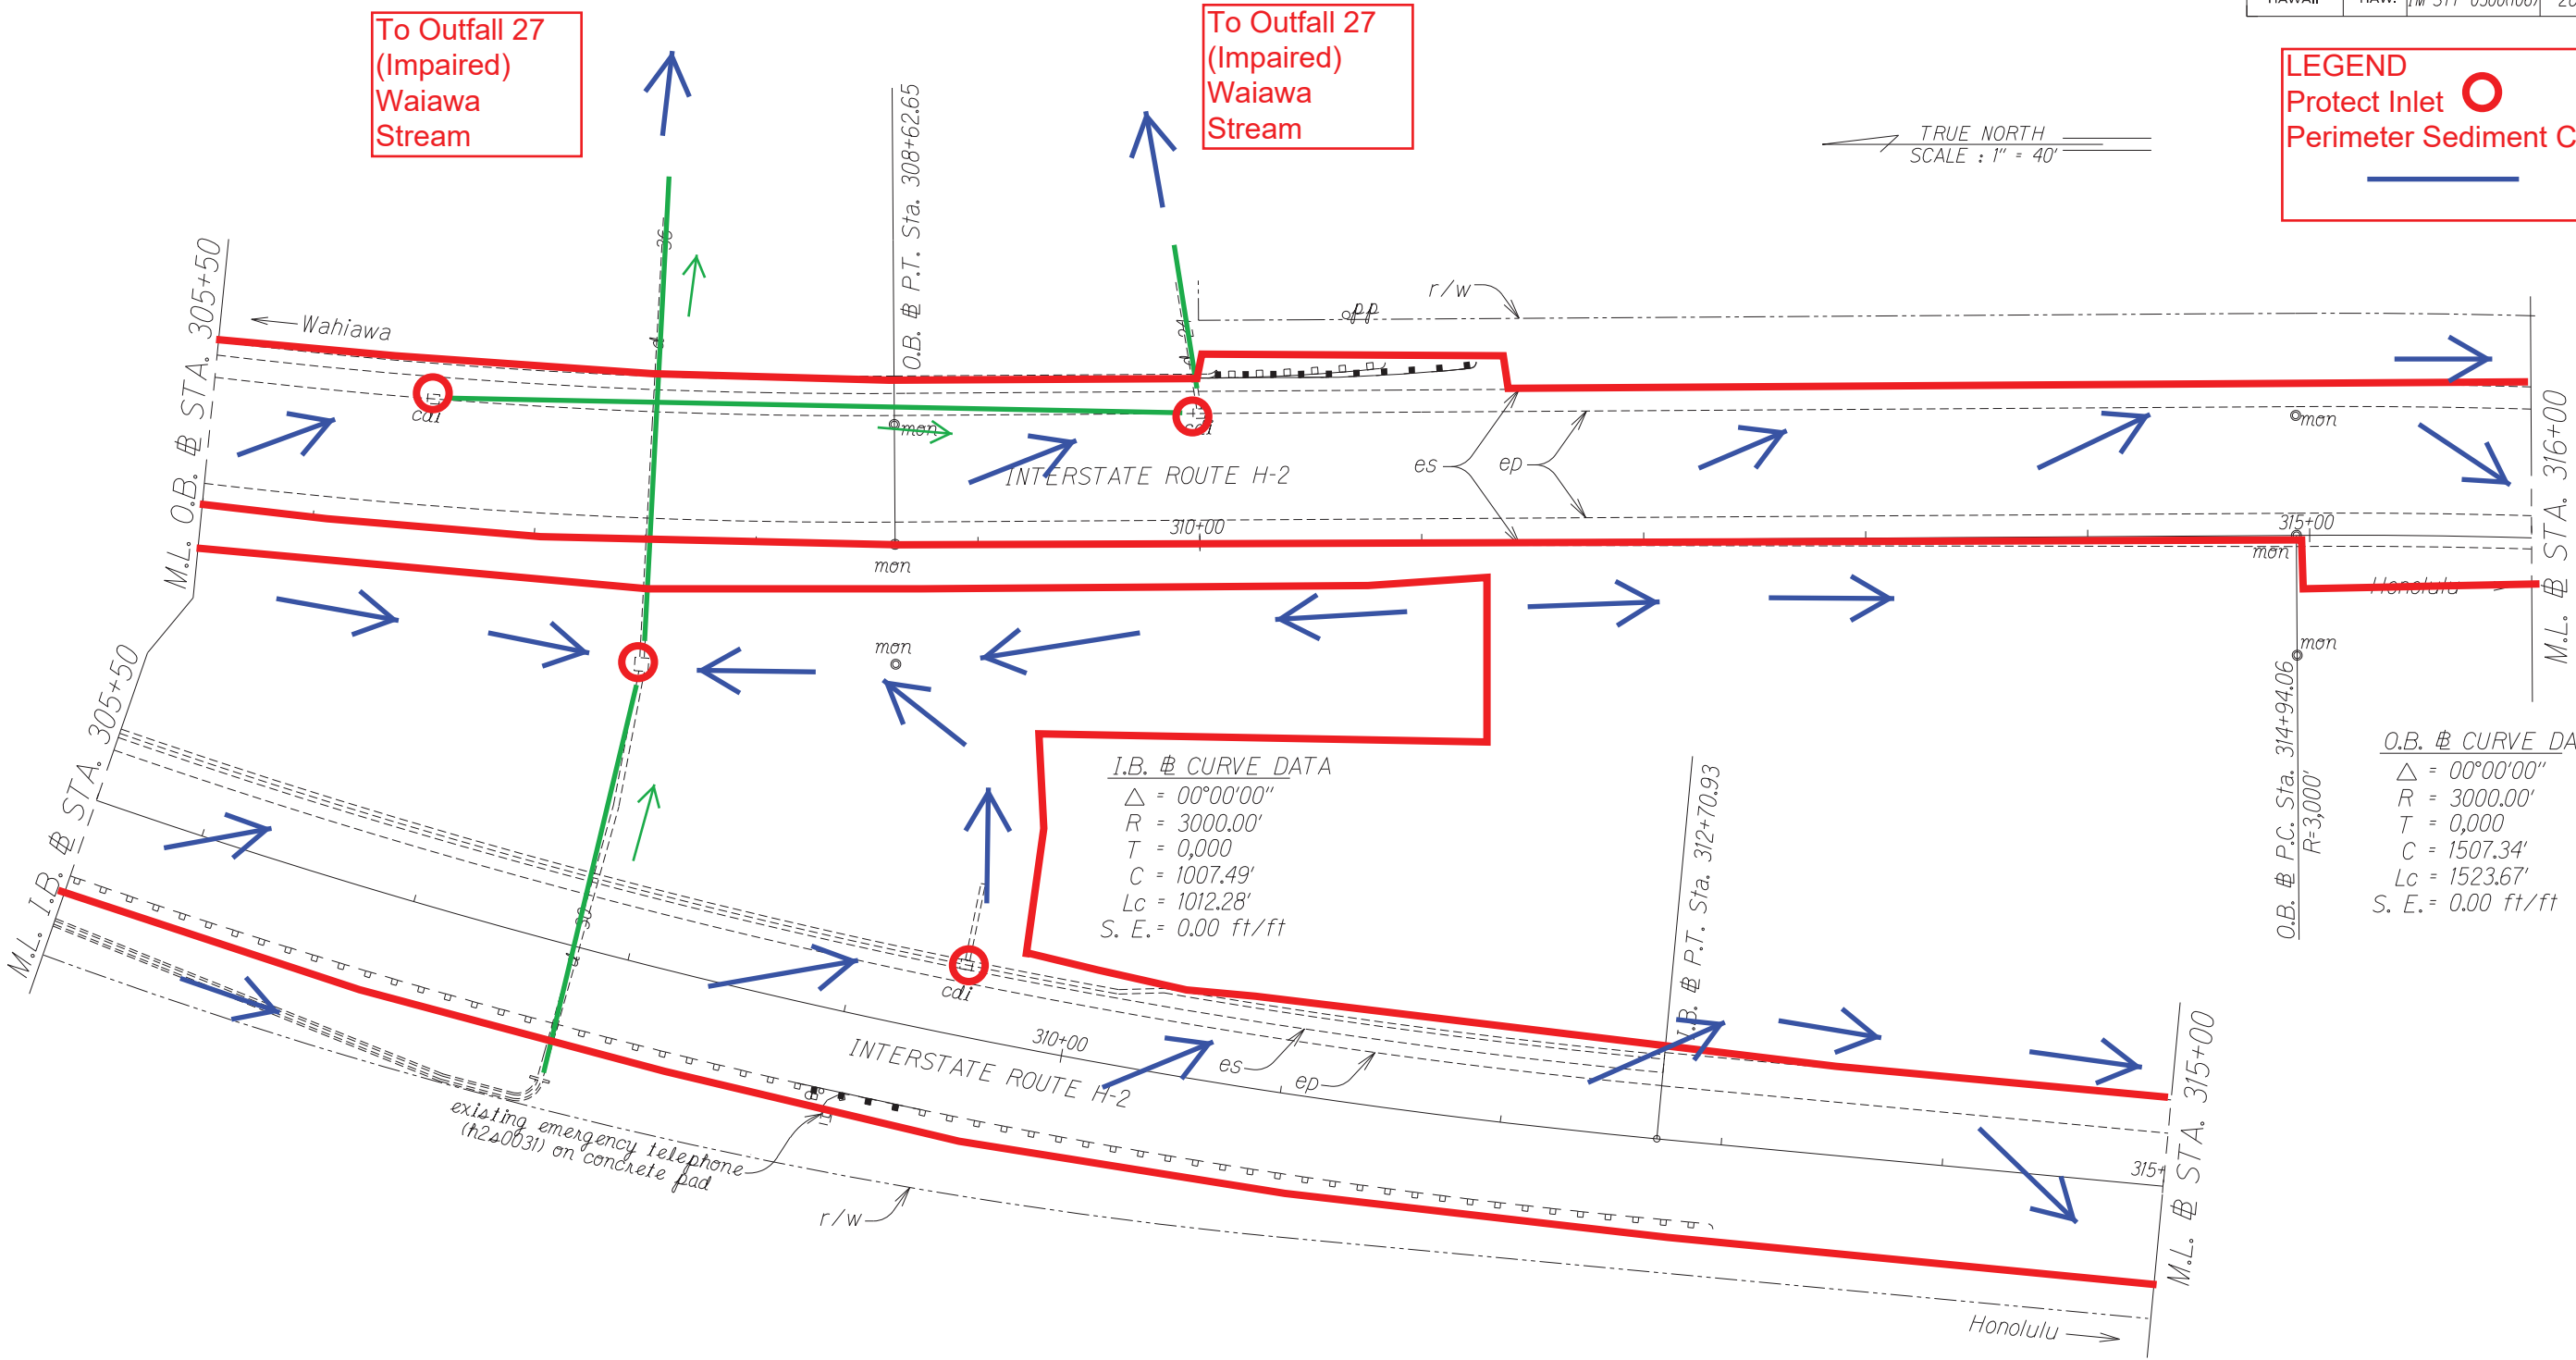 To Outfall 27
(Impaired)
Waiawa
Stream
To Outfall 27
(Impaired)
Waiawa
Stream
HAWAII HAW.
LEGEND
Protect Inlet
Perimeter Sediment C
TRUE NORTH
SCALE : 1" = 40'
O.B. ℄ P.T. Sta. 308+62.65
36
d
24
d
M.L. O.B. ℄ STA. 305+50
Wahiawa
pp
r/w
cdi
mon
cdi
INTERSTATE ROUTE H-2
es
ep
mon
M.L. ℄ STA. 316+00
310+00
315+00
mon
mon
Honolulu
mon
mon
M.L. I.B. ℄ STA. 305+50
O.B. ℄ P.C. Sta. 314+94.06
R=3,000'
I.B. ℄ CURVE DATA
△ = 00°00'00"
R = 3000.00'
T = 0,000
C = 1007.49'
Lc = 1012.28'
S. E.= 0.00 ft/ft
I.B. ℄ P.T. Sta. 312+70.93
O.B. ℄ CURVE DA
△ = 00°00'00"
R = 3000.00'
T = 0,000
C = 1507.34'
Lc = 1523.67'
S. E.= 0.00 ft/ft
d
cdi
310+00
INTERSTATE ROUTE H-2
es
ep
existing emergency telephone
(h2s0031) on concrete pad
r/w
315+
M.L. ℄ STA. 315+00
Honolulu